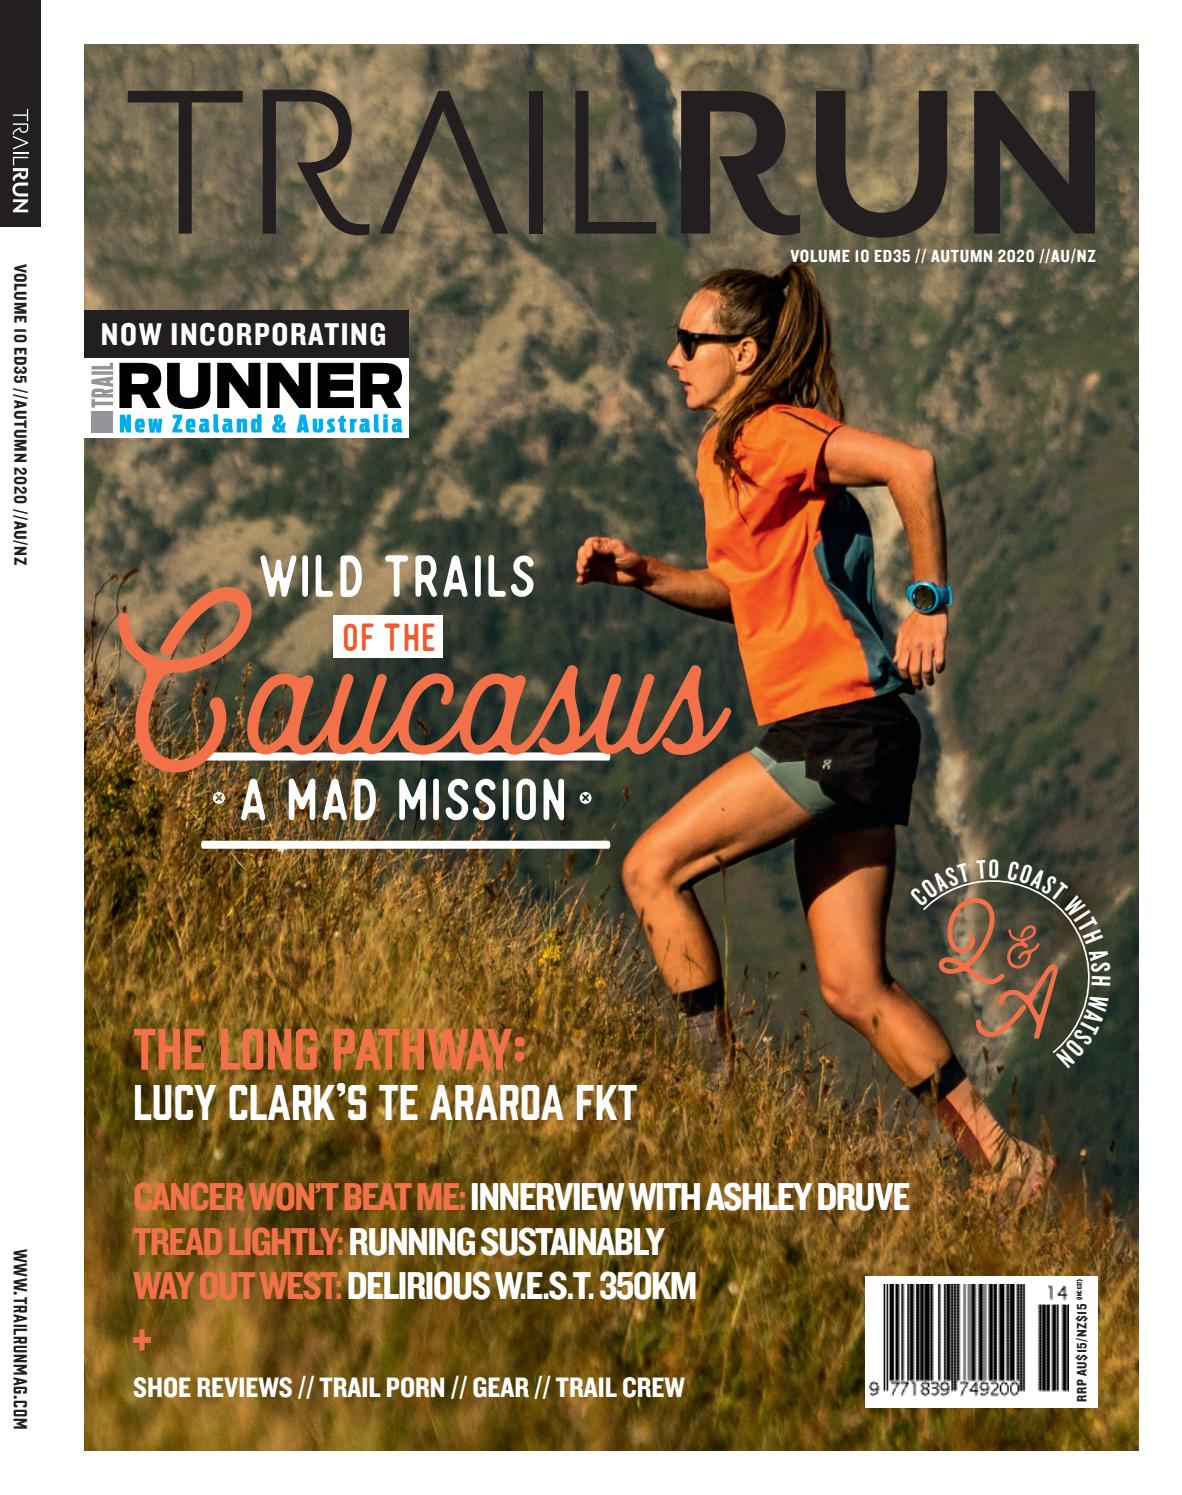 TRAILRUN
VOLUME 10 ED35 // AUTUMN 2020 //AU/NZ
WWW.TRAILRUNMAG.COM
TRAILRUN
VOLUME 10 ED35 // AUTUMN 2020 //AU/NZ
NOW INCORPORATING
TRAIL
RUNNER
New Zealand & Australia
WILD TRAILS
OF THE
Caucasus
A MAD MISSION
COAST TO COAST WITH ASH WATSON
Q & A
THE LONG PATHWAY:
LUCY CLARK'S TE ARAROA FKT
CANCER WON'T BEAT ME: INNERVIEW WITH ASHLEY DRUVE
TREAD LIGHTLY: RUNNING SUSTAINABLY
WAY OUT WEST: DELIRIOUS W.E.S.T. 350KM
+
SHOE REVIEWS // TRAIL PORN // GEAR // TRAIL CREW
14
9 771839 749200
RRP AU$15/NZ$15 (INC GST)